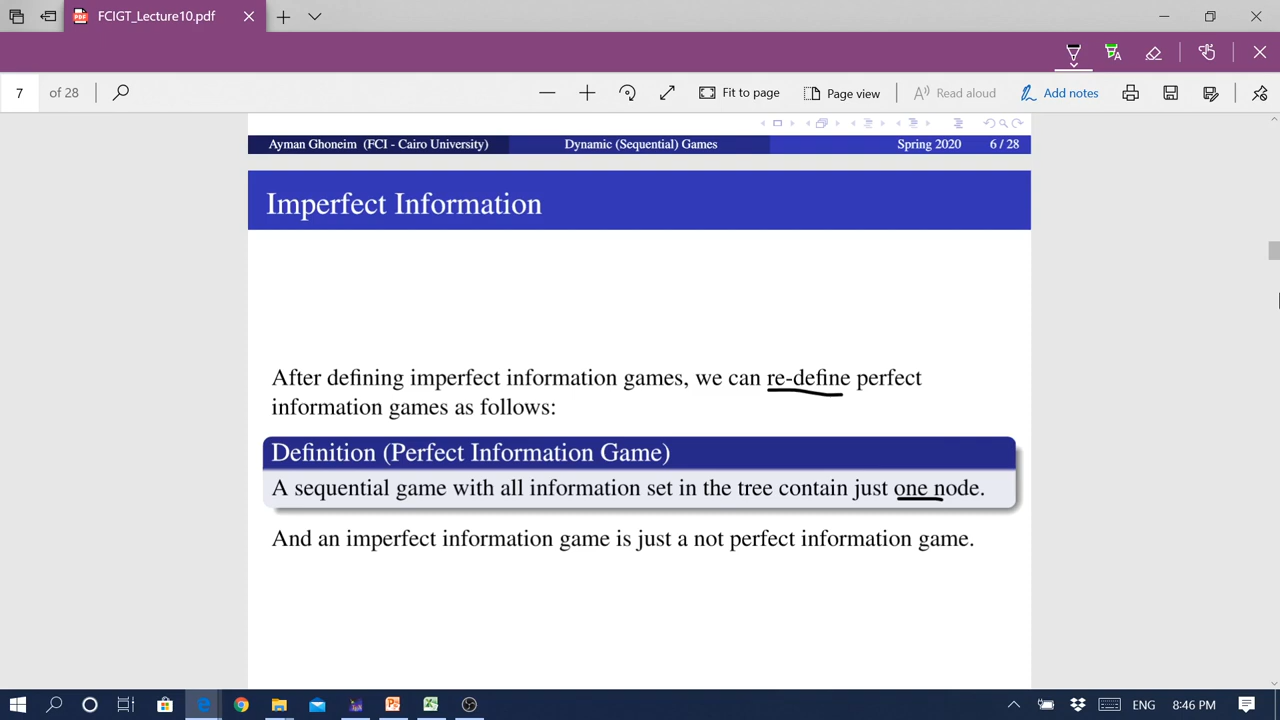 FCIGT_Lecture10.pdf
7 of 28
Fit to page
Page view
Read aloud
Add notes
Ayman Ghoneim (FCI - Cairo University) Dynamic (Sequential) Games Spring 2020 6 / 28
Imperfect Information
After defining imperfect information games, we can re-define perfect
information games as follows:
Definition (Perfect Information Game)
A sequential game with all information set in the tree contain just one node.
And an imperfect information game is just a not perfect information game.
ENG 8:46 PM